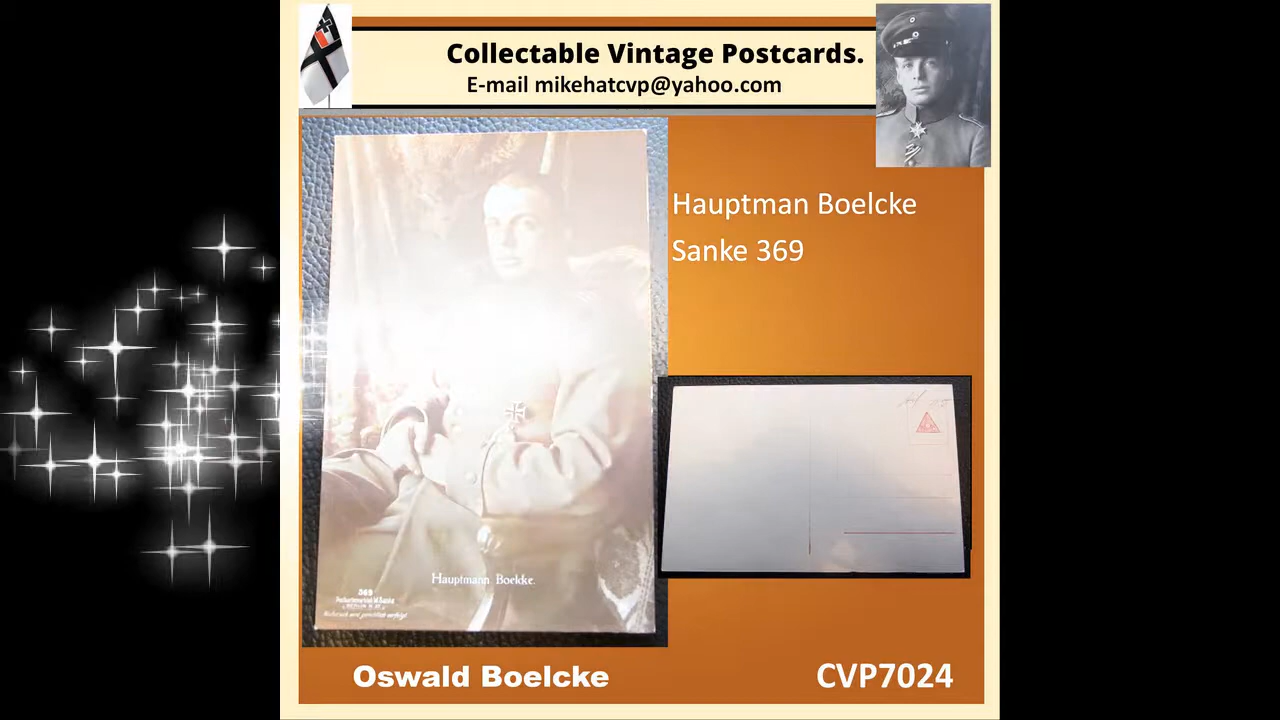 Collectable Vintage Postcards.
E-mail mikehatcvp@yahoo.com
Hauptman Boelcke
Sanke 369
Hauptmann Boelcke.
369
Oswald Boelcke
CVP7024